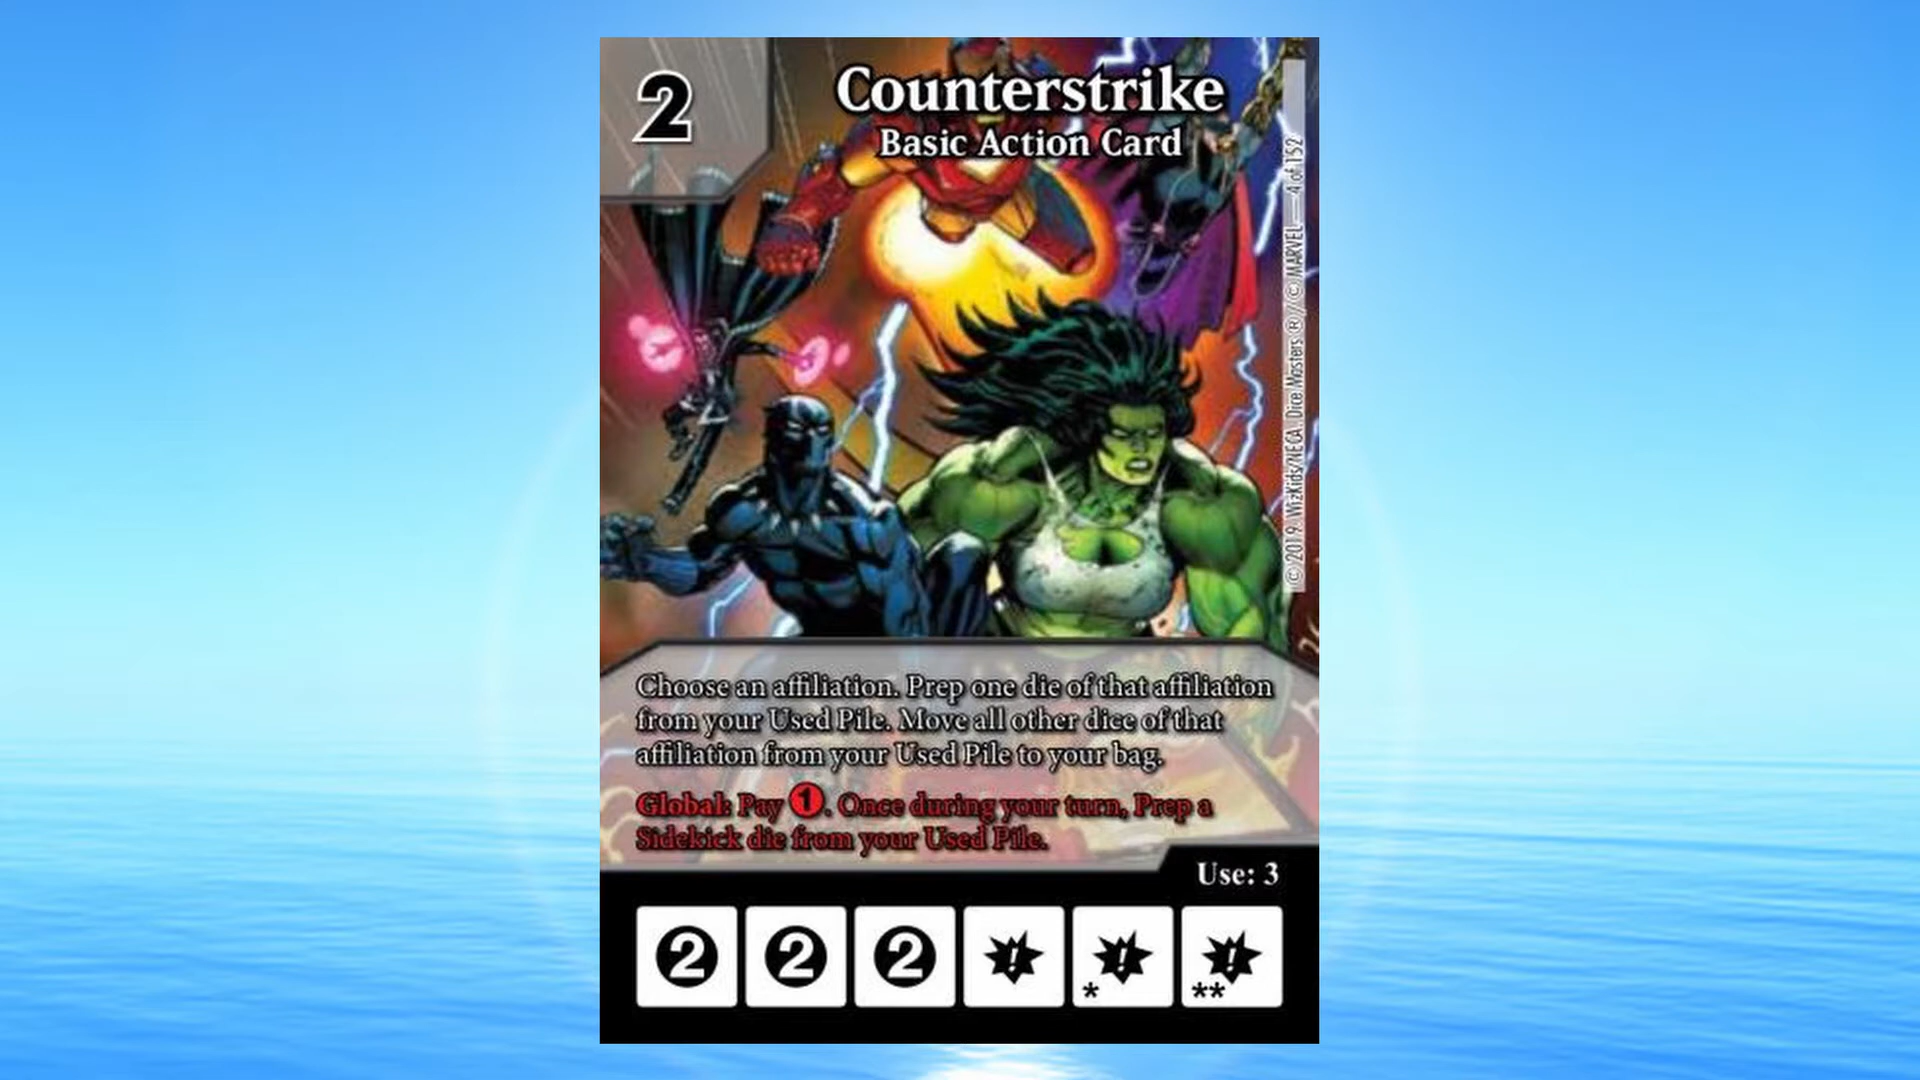 2
Counterstrike
Basic Action Card
© 2019 WizKids/NECA. Dice Masters ® / © MARVEL — 4 of 152
Choose an affiliation. Prep one die of that affiliation
from your Used Pile. Move all other dice of that
affiliation from your Used Pile to your bag.
Global: Pay 1. Once during your turn, Prep a
Sidekick die from your Used Pile.
Use: 3
2 2 2 ! !* !**